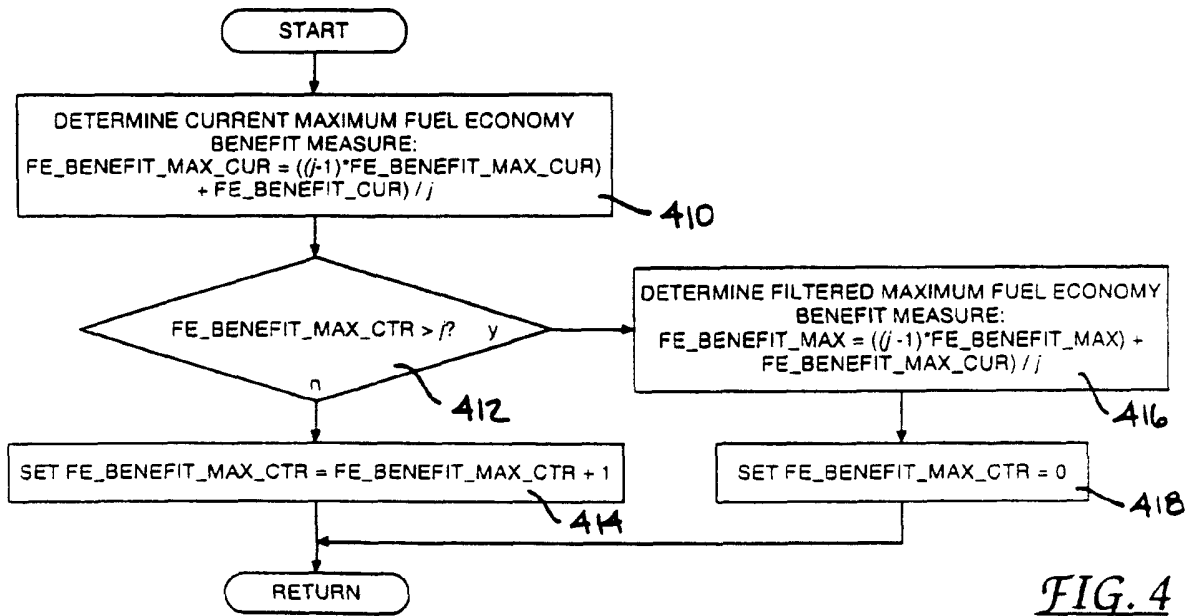 START
DETERMINE CURRENT MAXIMUM FUEL ECONOMY
BENEFIT MEASURE:
FE_BENEFIT_MAX_CUR = ((j-1)*FE_BENEFIT_MAX_CUR)
+ FE_BENEFIT_CUR) / j
410
FE_BENEFIT_MAX_CTR > j? y
n
412
DETERMINE FILTERED MAXIMUM FUEL ECONOMY
BENEFIT MEASURE:
FE_BENEFIT_MAX = ((j -1)*FE_BENEFIT_MAX) +
FE_BENEFIT_MAX_CUR) / j
416
SET FE_BENEFIT_MAX_CTR = FE_BENEFIT_MAX_CTR + 1
414
SET FE_BENEFIT_MAX_CTR = 0
418
RETURN
FIG. 4